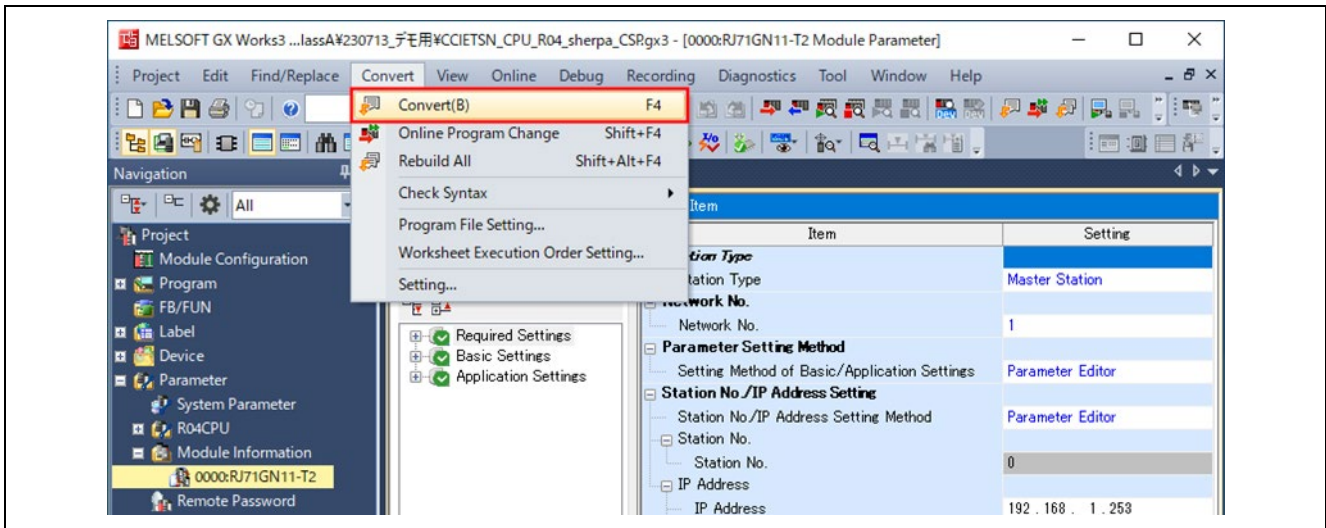 MELSOFT GX Works3 ...lassA¥230713_デモ用¥CCIETSN_CPU_R04_sherpa_CSP.gx3 - [0000:RJ71GN11-T2 Module Parameter]
Project Edit Find/Replace Convert View Online Debug Recording Diagnostics Tool Window Help
Convert(B) F4
Online Program Change Shift+F4
Rebuild All Shift+Alt+F4
Check Syntax
Program File Setting...
Worksheet Execution Order Setting...
Setting...
Navigation
All
Project
Module Configuration
Program
FB/FUN
Label
Device
Parameter
System Parameter
R04CPU
Module Information
0000:RJ71GN11-T2
Remote Password
Required Settings
Basic Settings
Application Settings
Item
Item Setting
tion Type
tation Type Master Station
Network No.
Network No. 1
Parameter Setting Method
Setting Method of Basic/Application Settings Parameter Editor
Station No./IP Address Setting
Station No./IP Address Setting Method Parameter Editor
Station No.
Station No. 0
IP Address
IP Address 192 . 168 . 1 . 253